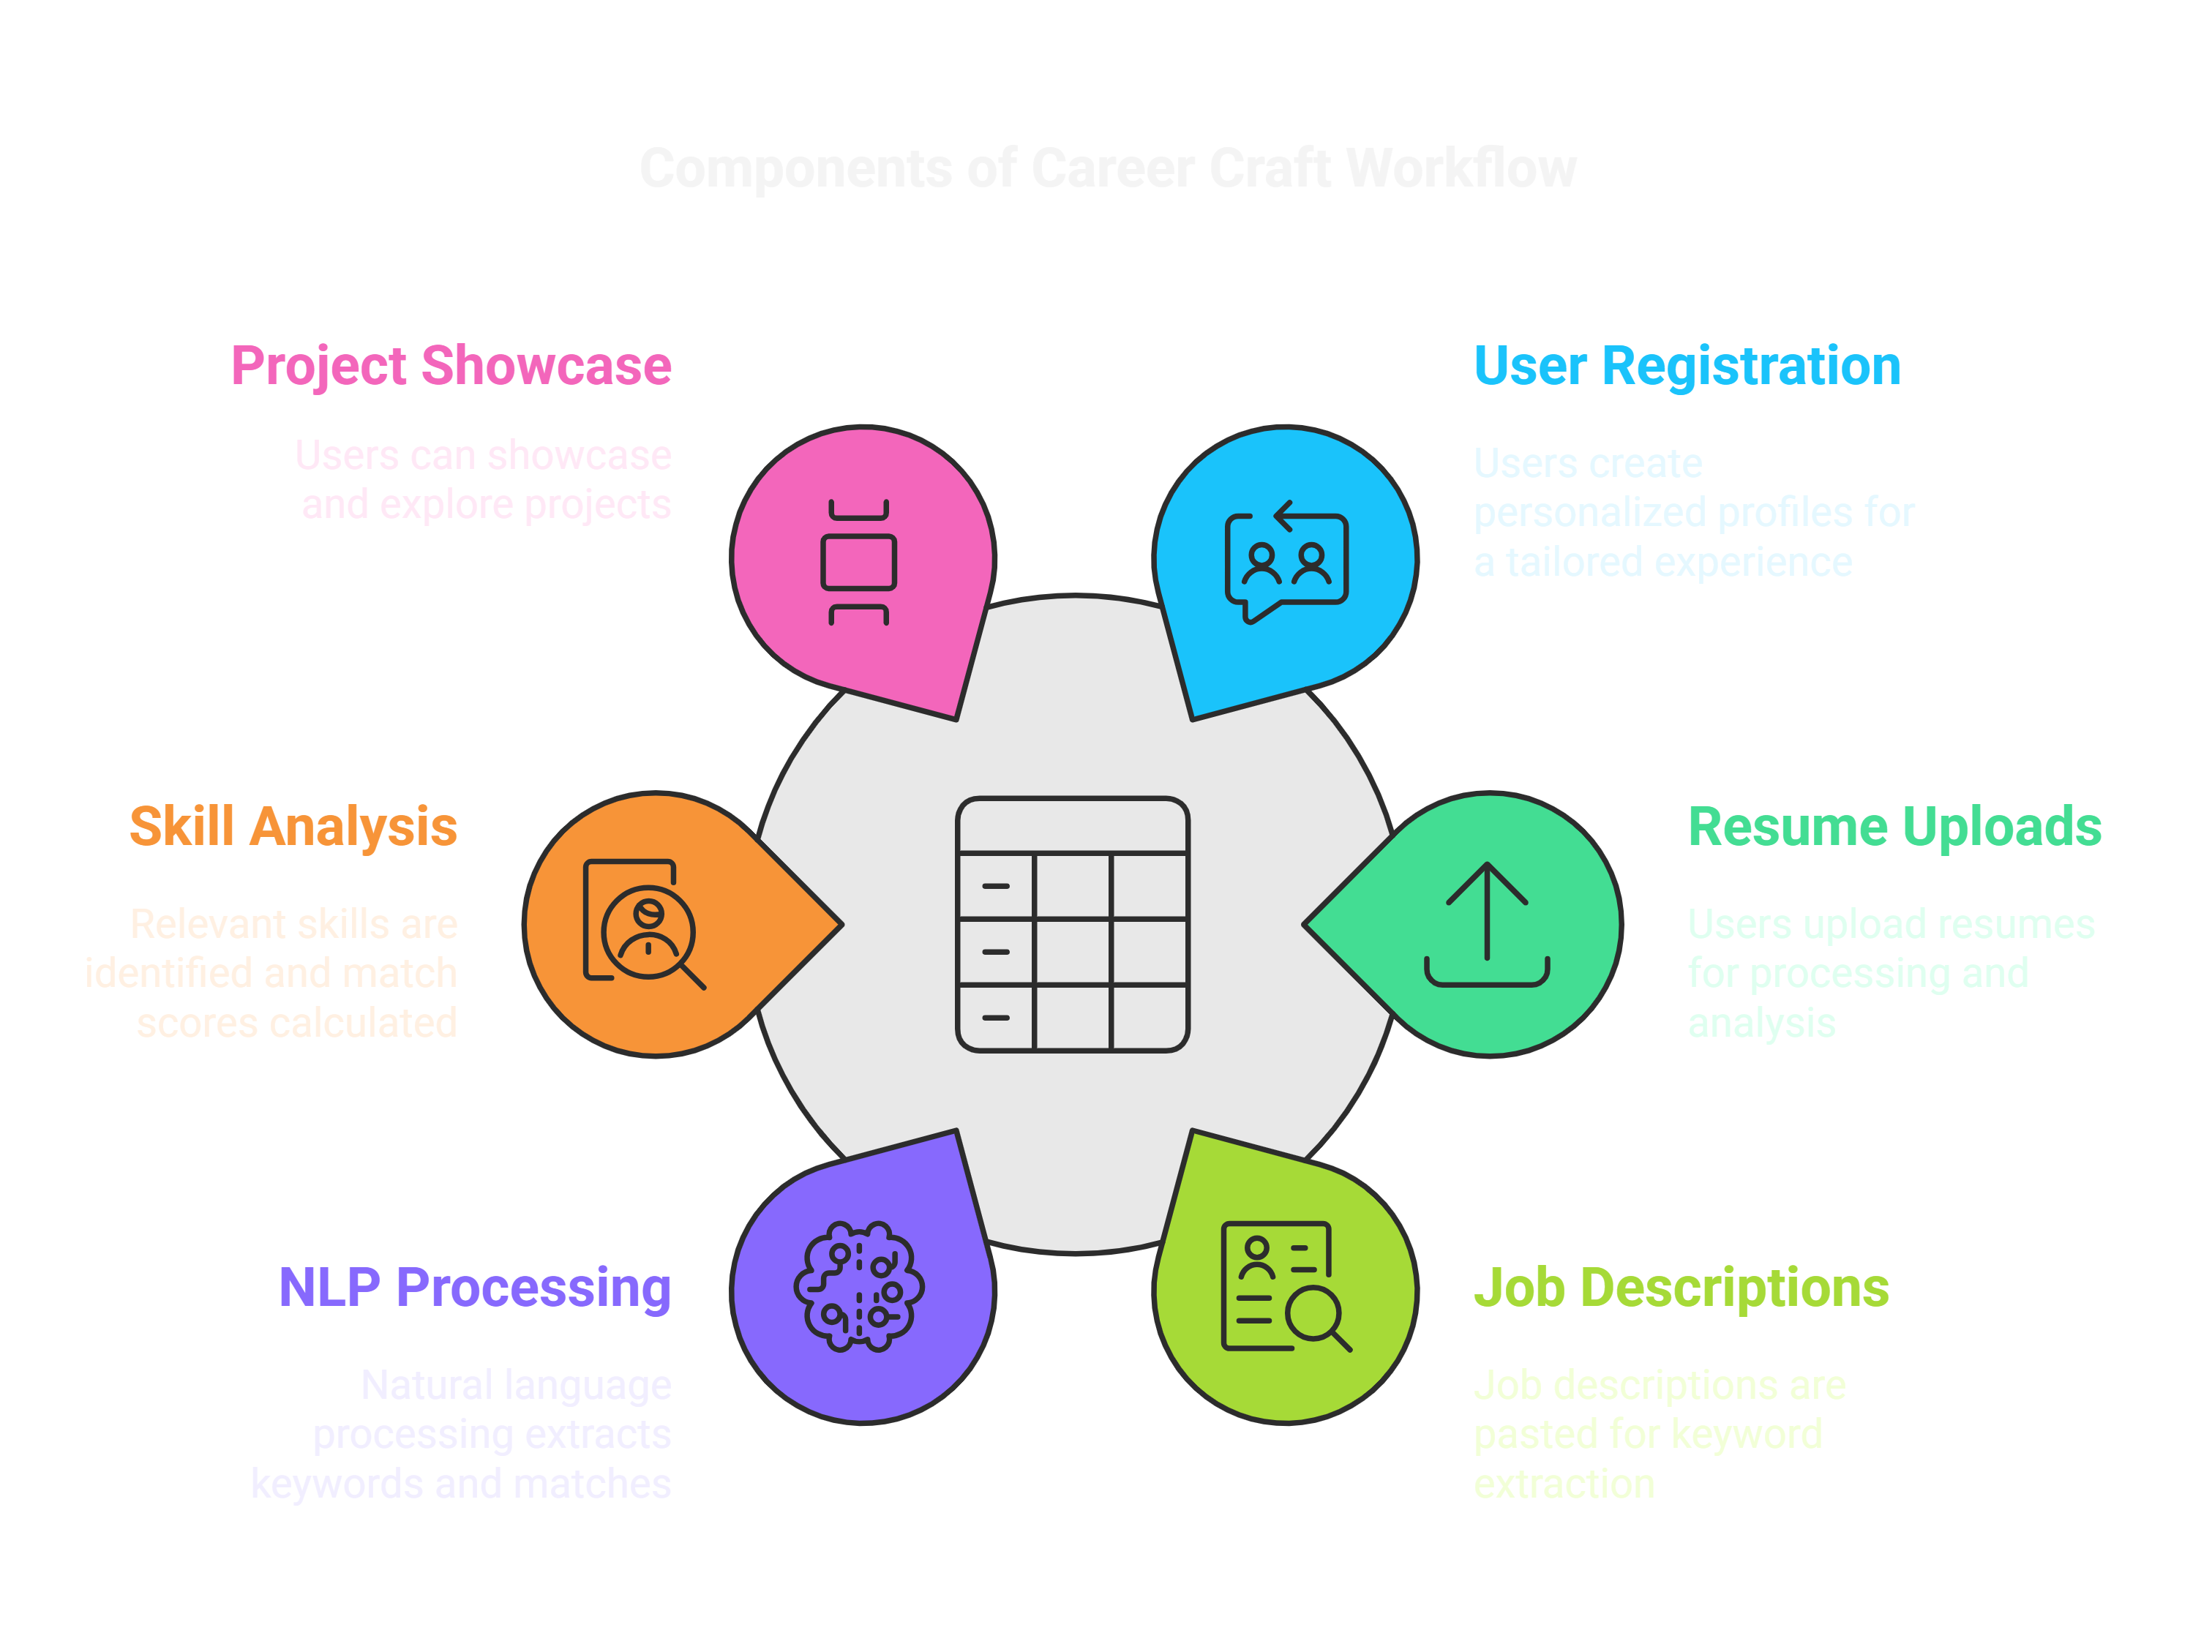 Components of Career Craft Workflow
Project Showcase
Users can showcase
and explore projects
User Registration
Users create
personalized profiles for
a tailored experience
Skill Analysis
Relevant skills are
identified and match
scores calculated
Resume Uploads
Users upload resumes
for processing and
analysis
NLP Processing
Natural language
processing extracts
keywords and matches
Job Descriptions
Job descriptions are
pasted for keyword
extraction